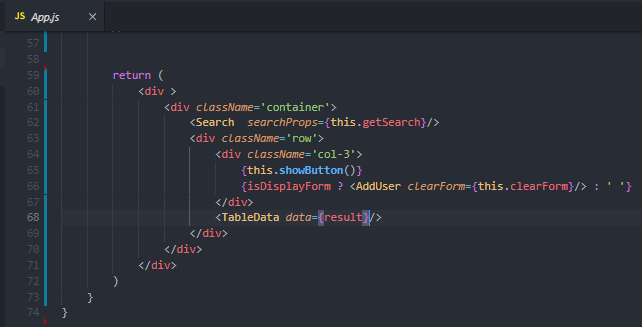 JS App.js ×
57
58
59 return (
60 <div >
61 <div className='container'>
62 <Search  searchProps={this.getSearch}/>
63 <div className='row'>
64 <div className='col-3'>
65 {this.showButton()}
66 {isDisplayForm ? <AddUser clearForm={this.clearForm}/> : ' '}
67 </div>
68 <TableData data={result}/>
69 </div>
70 </div>
71 </div>
72 )
73 }
74 }